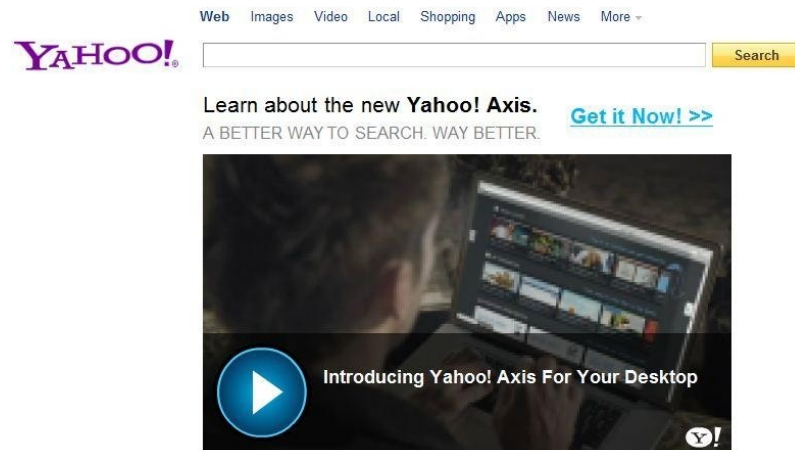 Web Images Video Local Shopping Apps News More
YAHOO!
Search
Learn about the new Yahoo! Axis.
A BETTER WAY TO SEARCH. WAY BETTER.
Get it Now! >>
Introducing Yahoo! Axis For Your Desktop
Y!